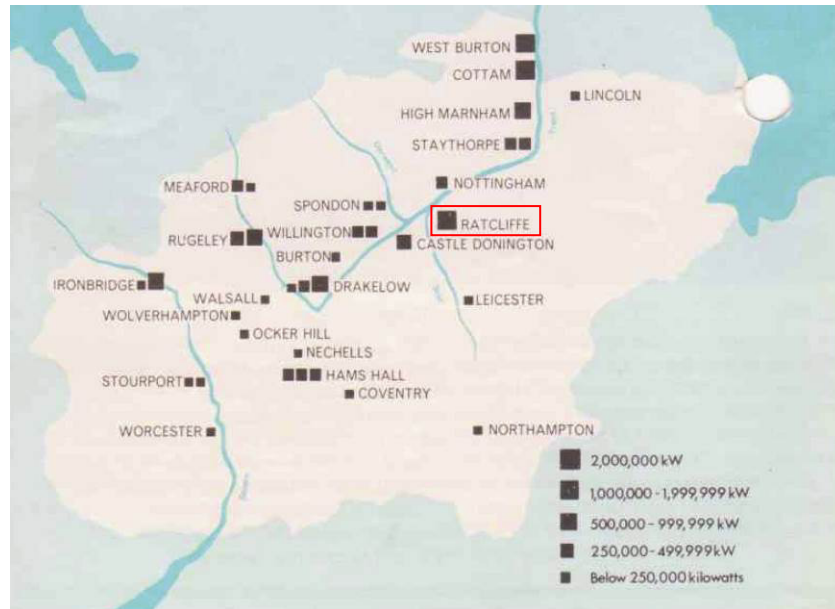 WEST BURTON
COTTAM
LINCOLN
HIGH MARNHAM
STAYTHORPE
Trent
Derwent
MEAFORD
NOTTINGHAM
SPONDON
RATCLIFFE
RUGELEY
WILLINGTON
CASTLE DONINGTON
BURTON
IRONBRIDGE
DRAKELOW
WALSALL
LEICESTER
WOLVERHAMPTON
OCKER HILL
NECHELLS
STOURPORT
HAMS HALL
COVENTRY
WORCESTER
NORTHAMPTON
2,000,000 kW
1,000,000 - 1,999,999 kW
500,000 - 999,999 kW
250,000 - 499,999 kW
Below 250,000 kilowatts